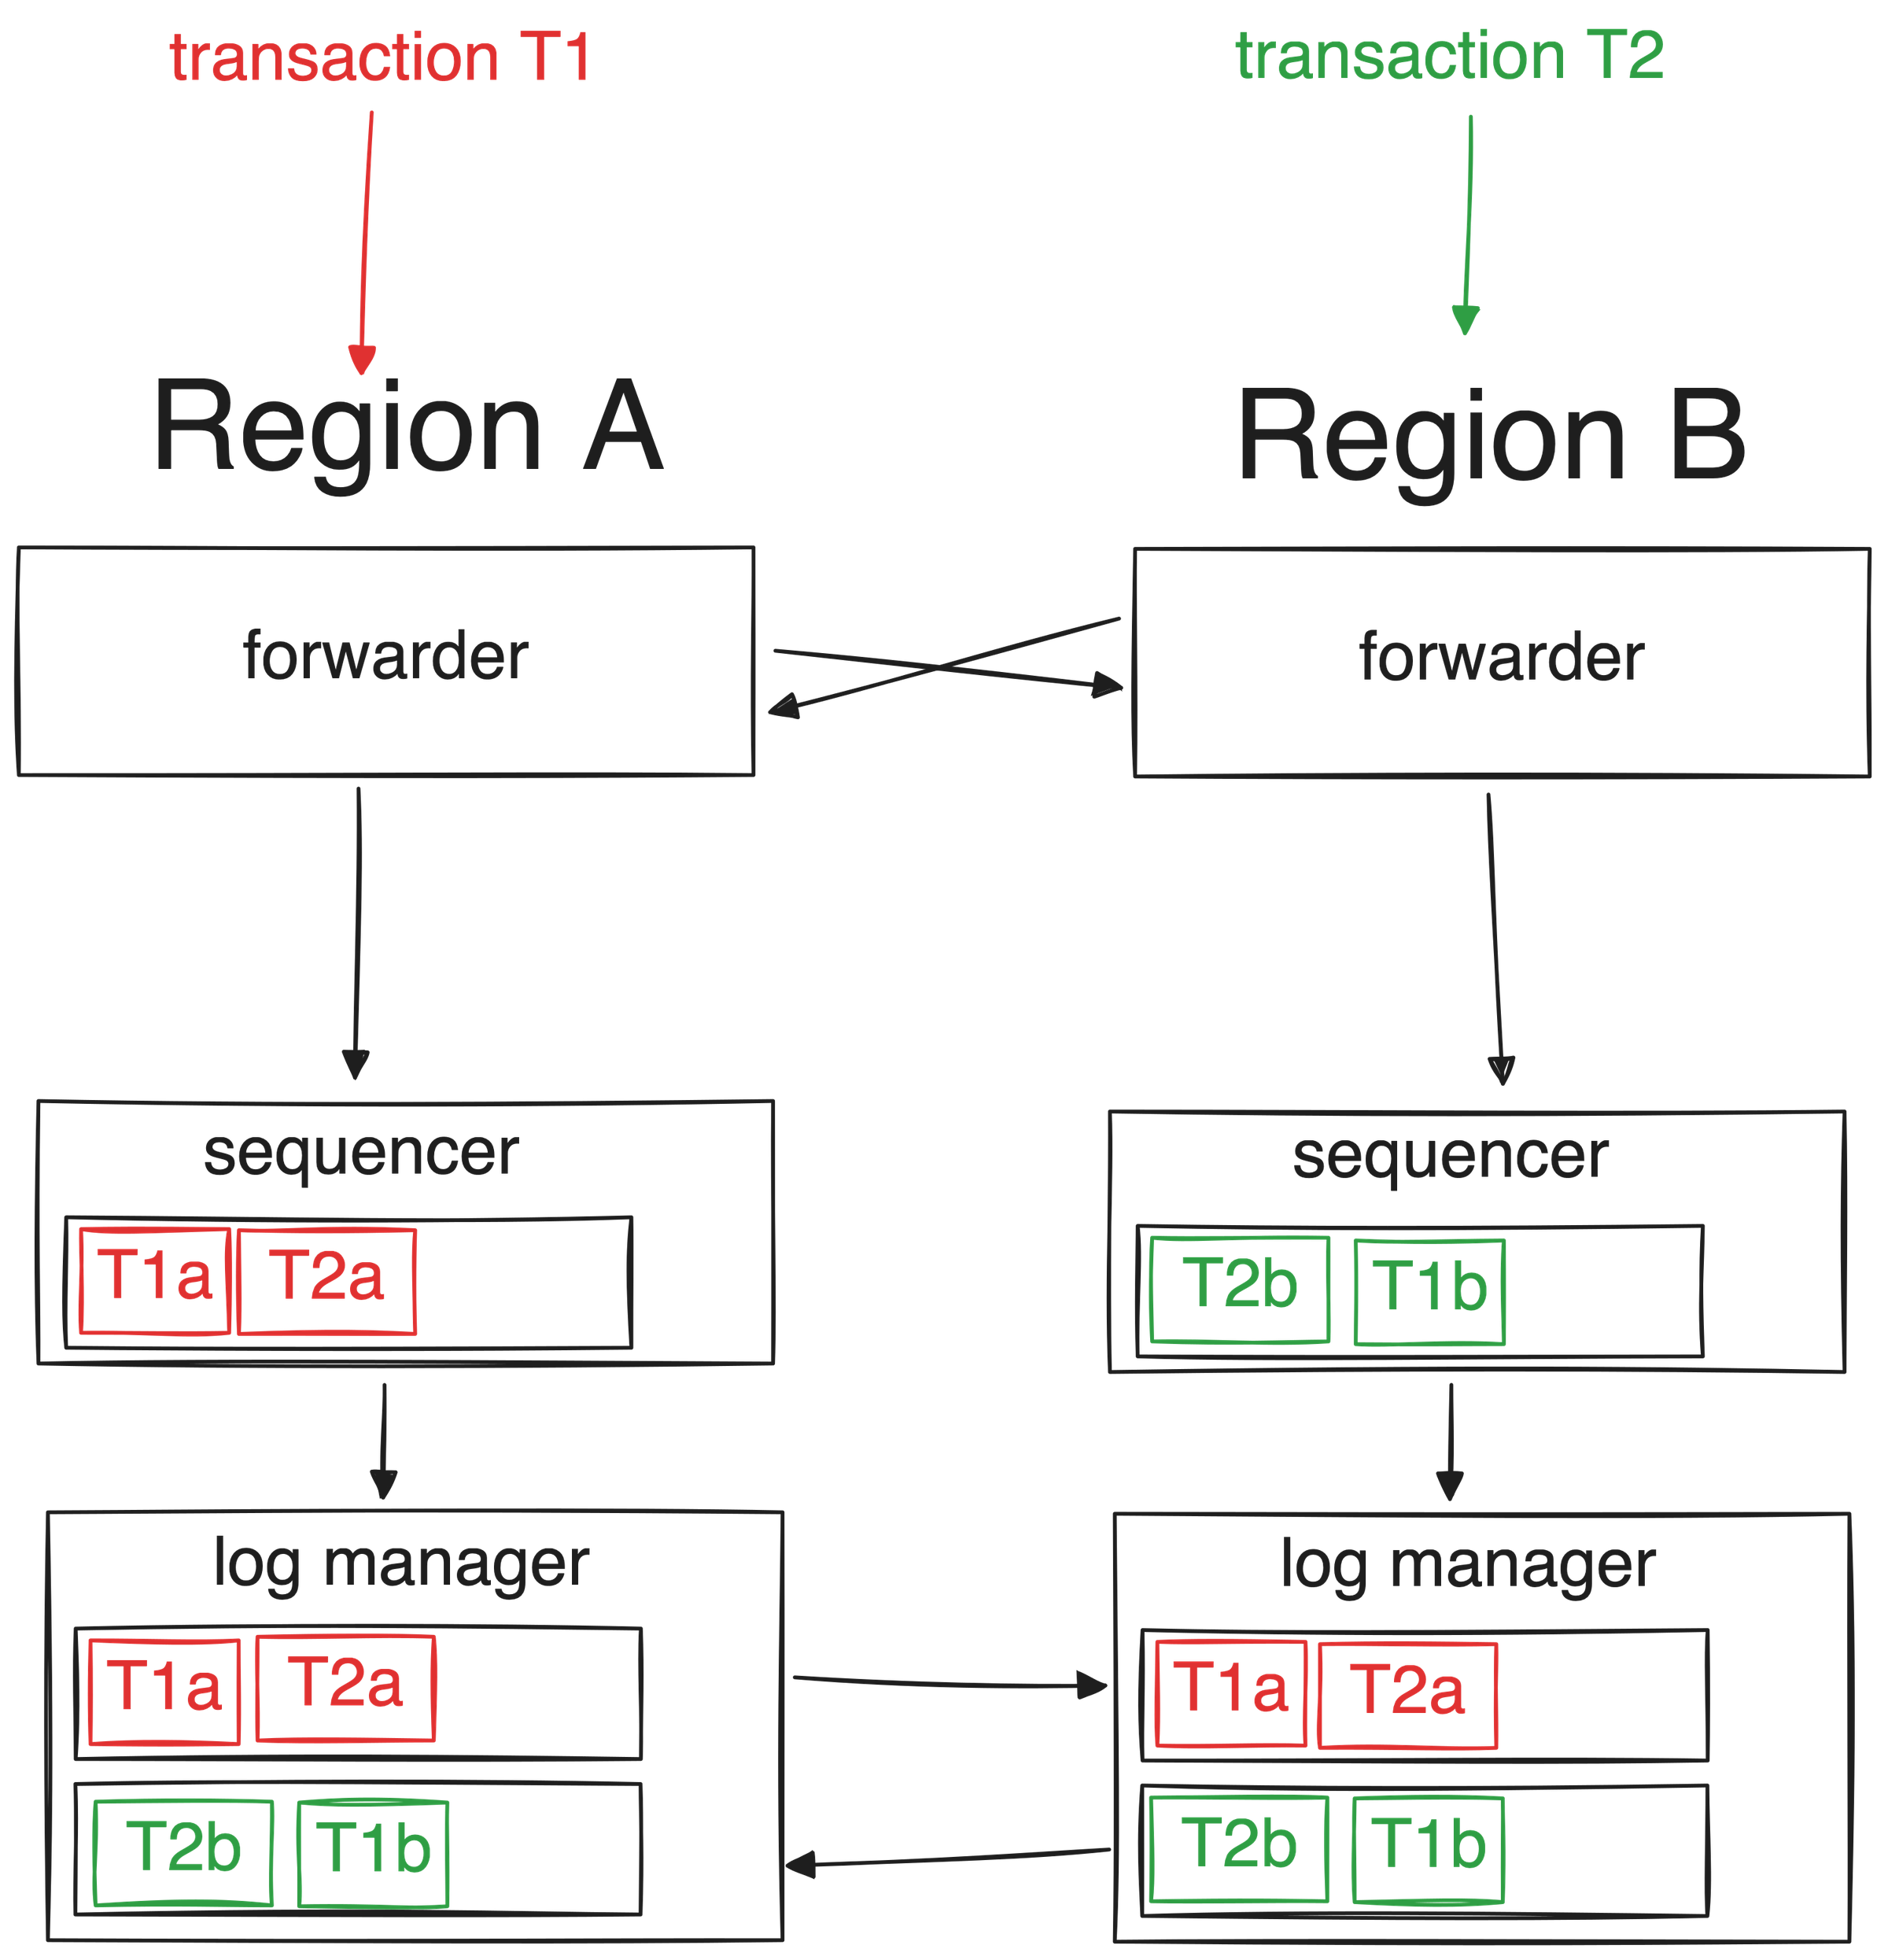 transaction T1
transaction T2
Region A
Region B
forwarder
forwarder
sequencer
T1a
T2a
sequencer
T2b
T1b
log manager
T1a
T2a
T2b
T1b
log manager
T1a
T2a
T2b
T1b